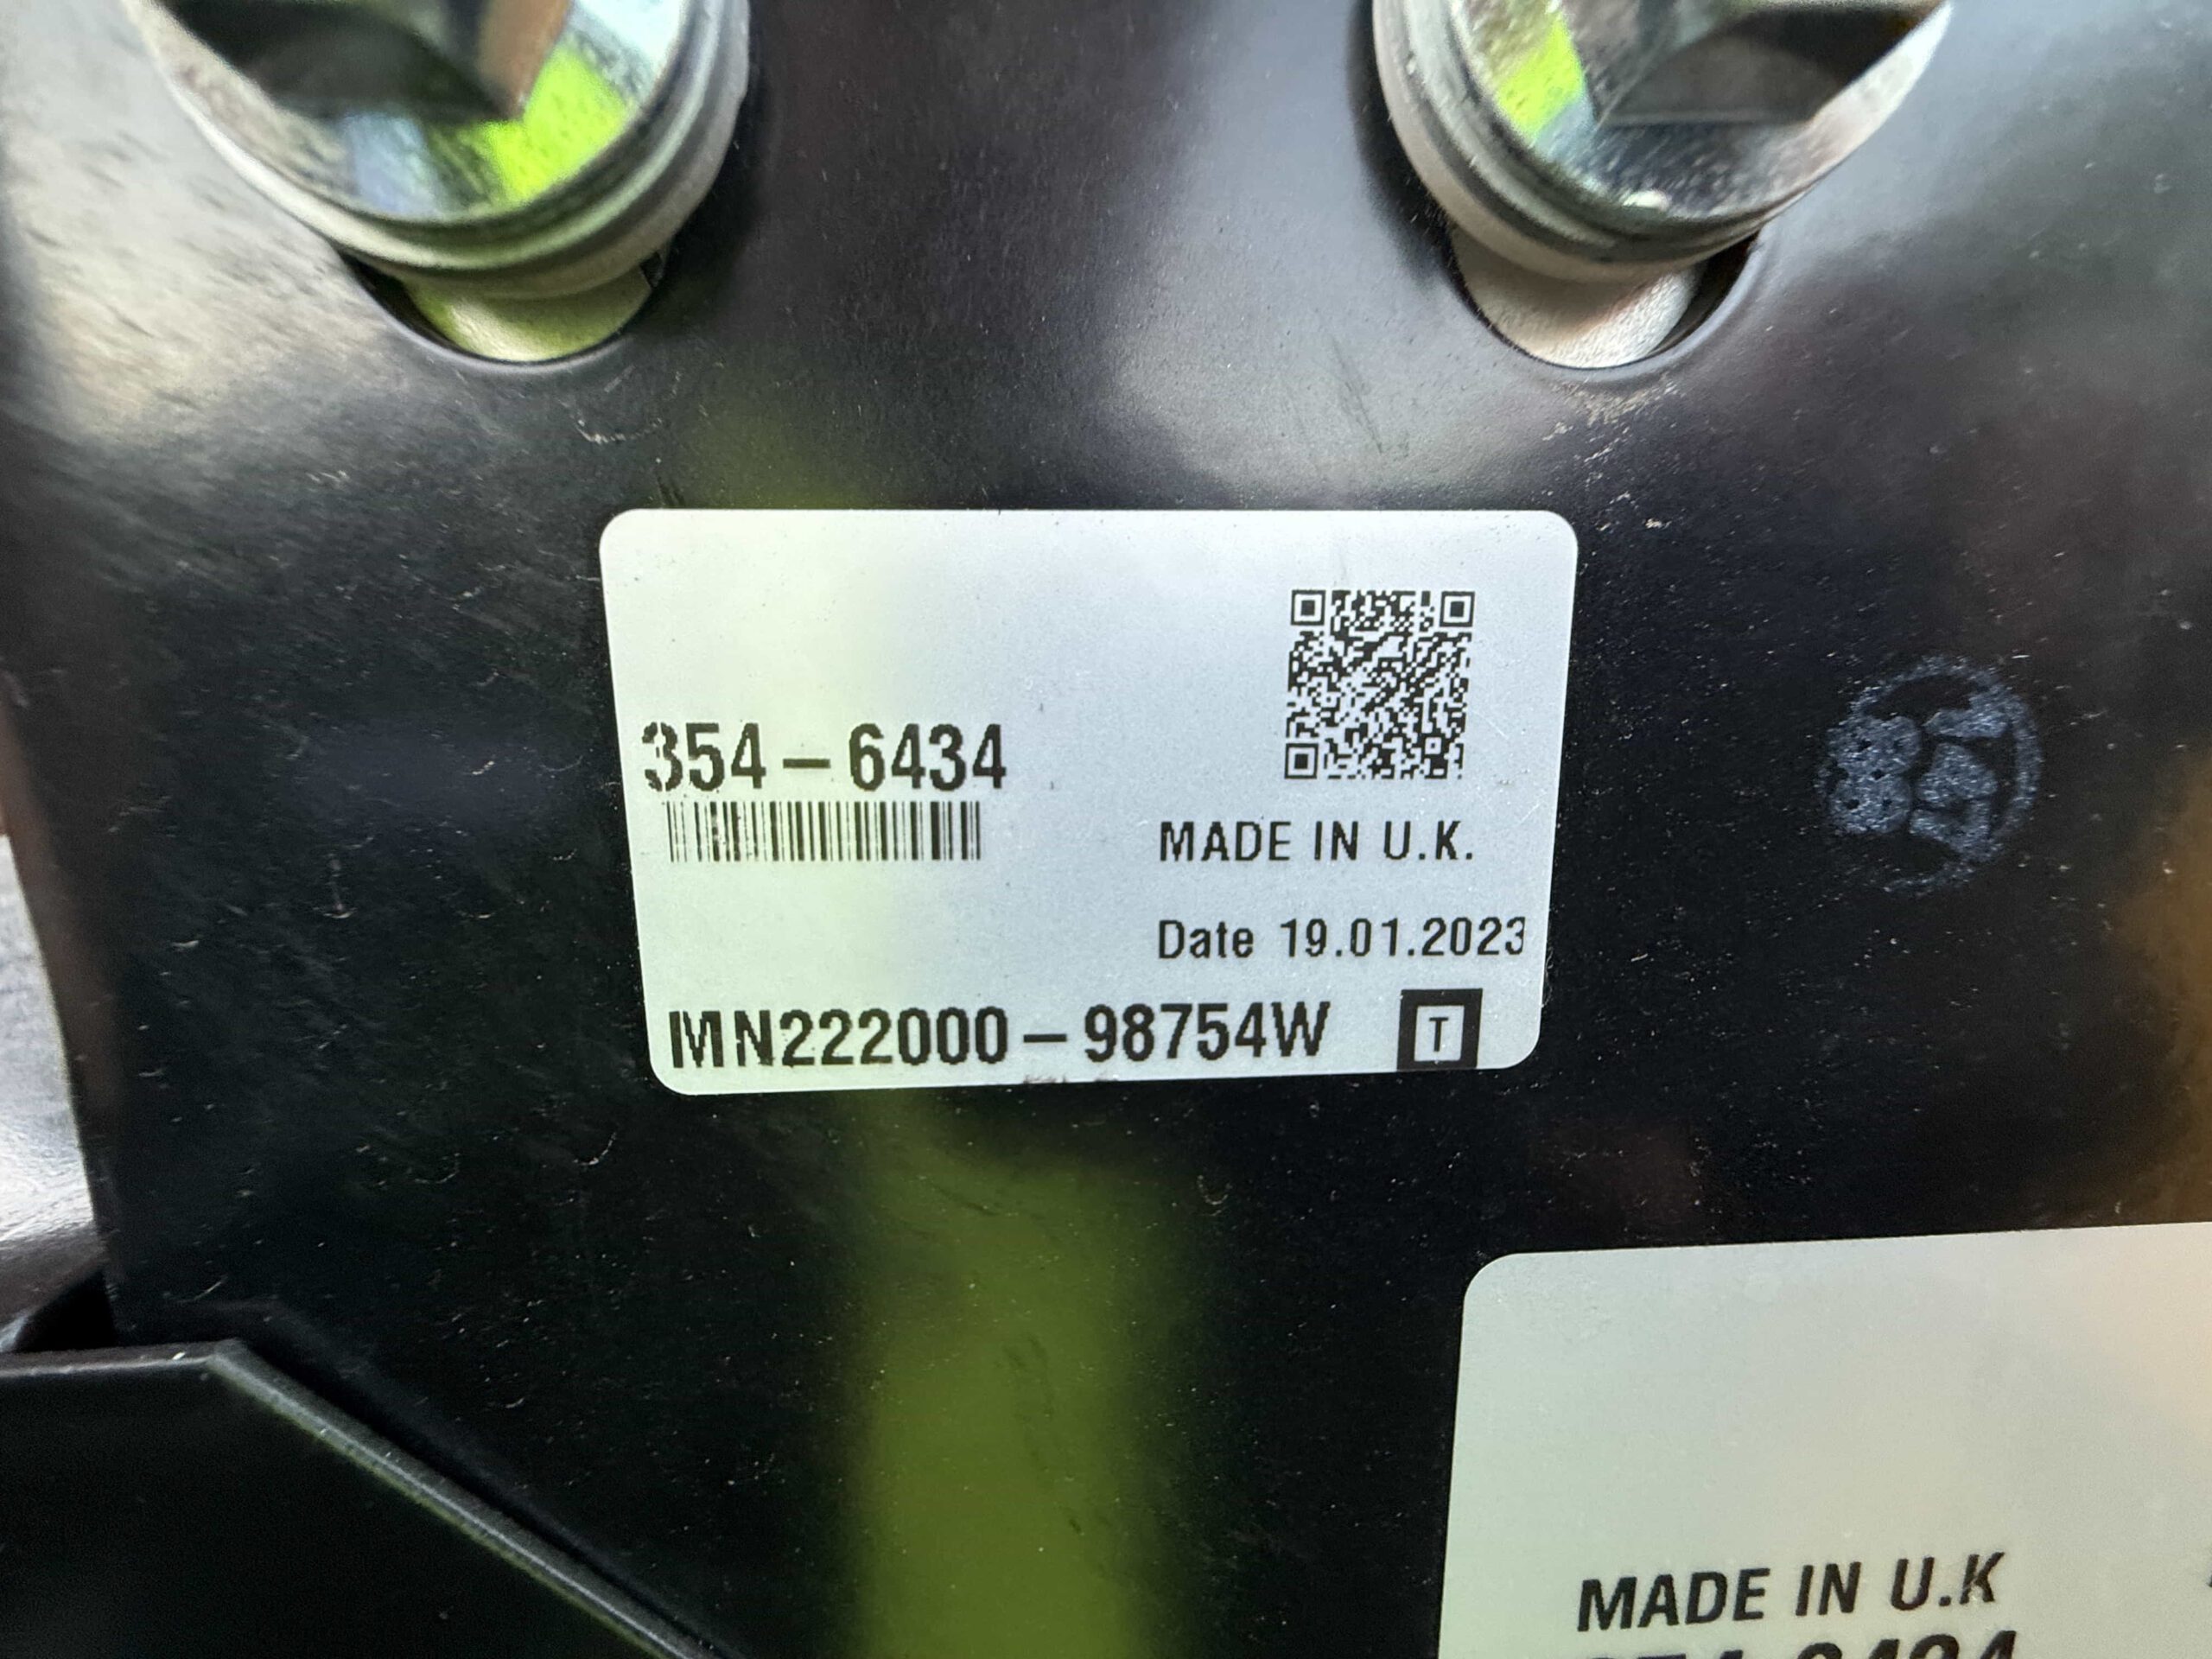 354-6434
MADE IN U.K.
Date 19.01.2023
MN222000-98754W T
MADE IN U.K